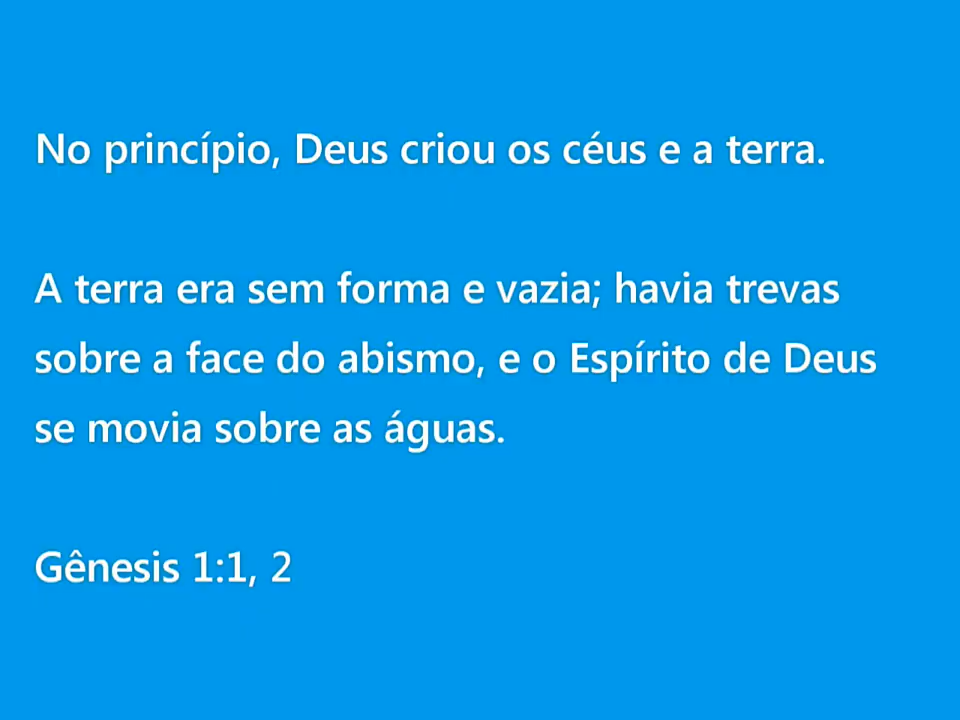 No princípio, Deus criou os céus e a terra.
A terra era sem forma e vazia; havia trevas
sobre a face do abismo, e o Espírito de Deus
se movia sobre as águas.
Gênesis 1:1, 2